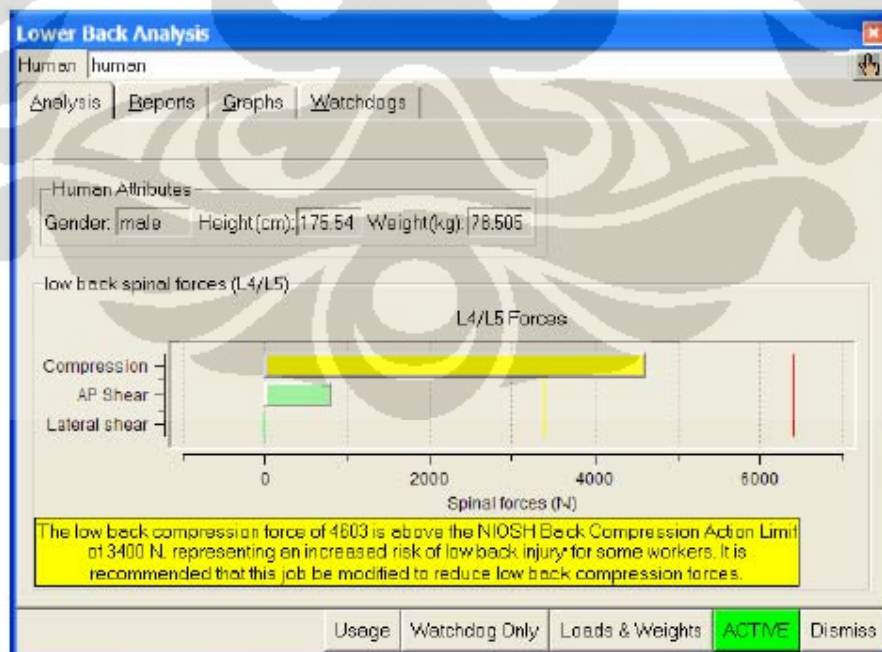 Lower Back Analysis
Human human
Analysis Reports Graphs Watchdogs
Human Attributes
Gender: male Height(cm): 175.54 Weight(kg): 78.505
low back spinal forces (L4/L5)
L4/L5 Forces
Compression
AP Shear
Lateral shear
0 2000 4000 6000
Spinal forces (N)
The low back compression force of 4603 is above the NIOSH Back Compression Action Limit
of 3400 N, representing an increased risk of low back injury for some workers. It is
recommended that this job be modified to reduce low back compression forces.
Usage Watchdog Only Loads & Weights ACTIVE Dismiss